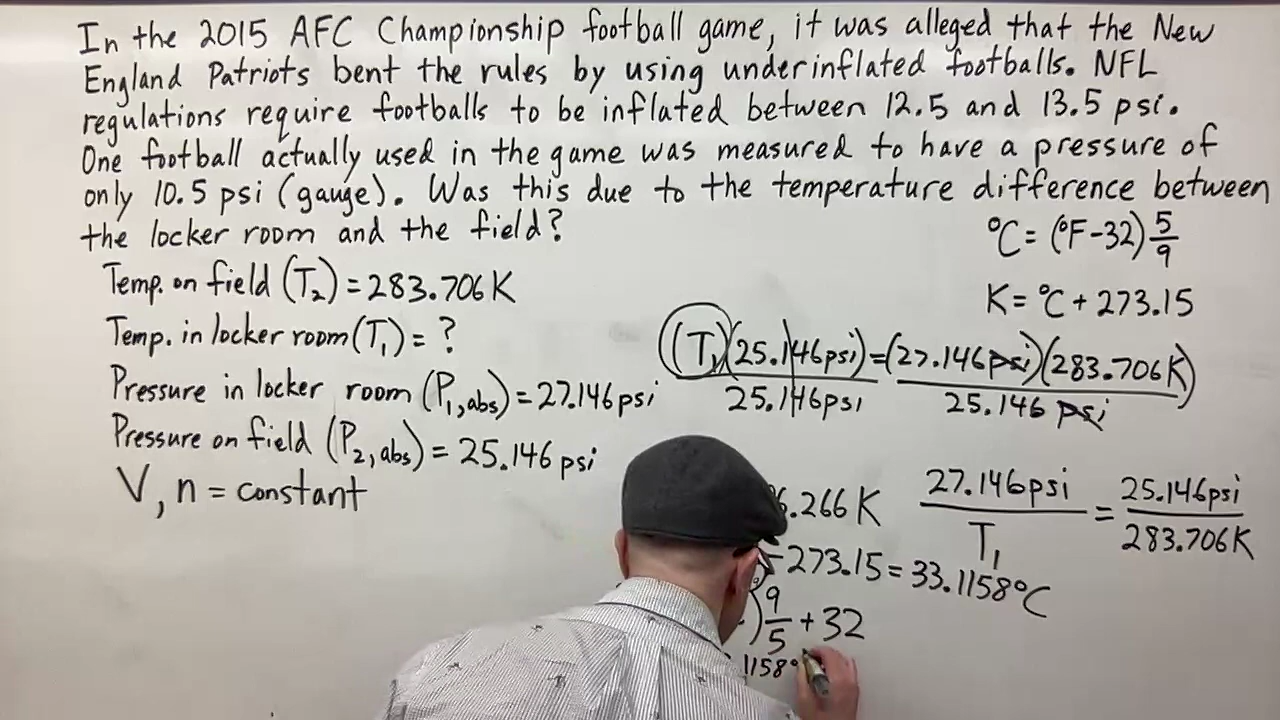 In the 2015 AFC Championship football game, it was alleged that the New
England Patriots bent the rules by using underinflated footballs. NFL
regulations require footballs to be inflated between 12.5 and 13.5 psi.
One football actually used in the game was measured to have a pressure of
only 10.5 psi (gauge). Was this due to the temperature difference between
the locker room and the field?
°C = (°F-32) 5/9
Temp. on field (T₂) = 283.706K
K = °C + 273.15
Temp. in locker room (T₁) = ?
(T₁)(25.146psi) = (27.146psi)(283.706K)
25.146psi 25.146 psi
Pressure in locker room (P₁,abs) = 27.146psi
Pressure on field (P₂,abs) = 25.146 psi
V, n = constant
6.266 K
27.146psi / T₁ = 25.146psi / 283.706K
-273.15 = 33.1158°C
) 9/5 + 32
1158°